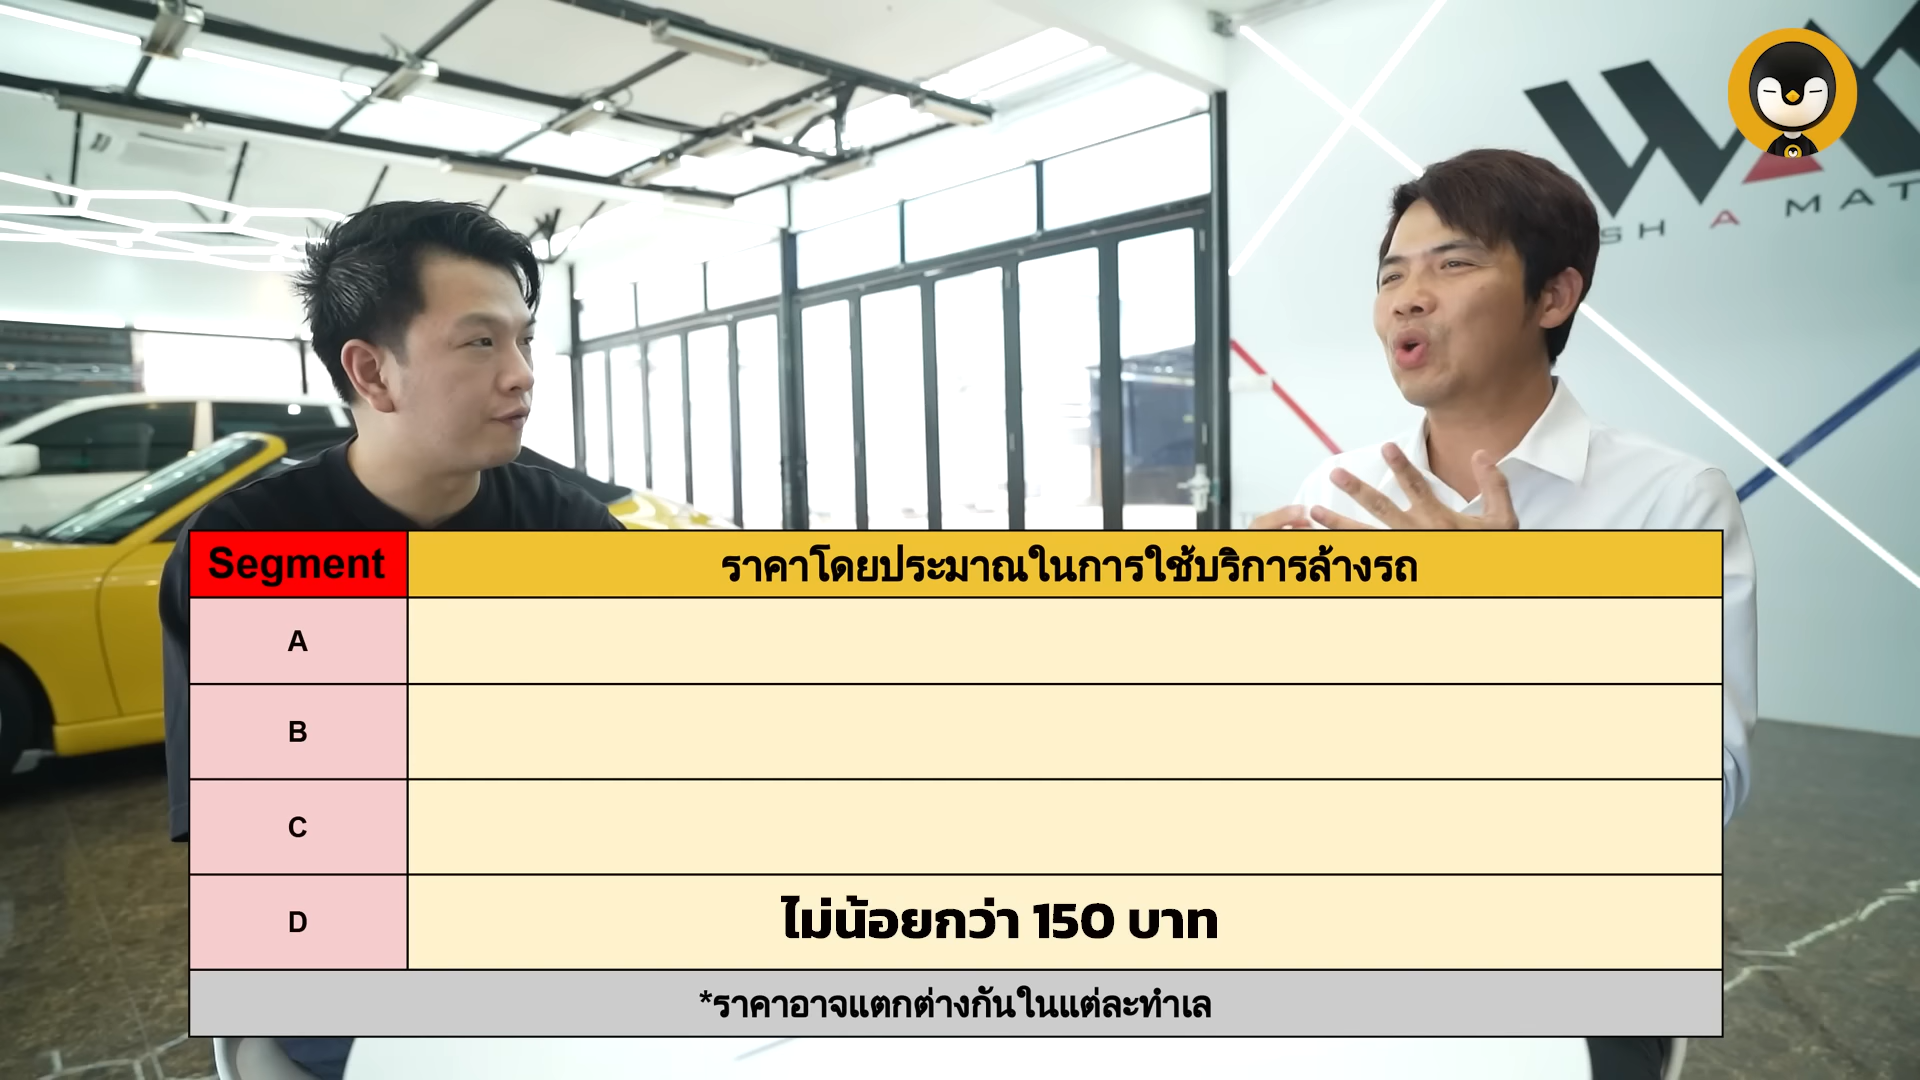 WAX
SH A MAT
Segment
ราคาโดยประมาณในการใช้บริการล้างรถ
A
B
C
D
ไม่น้อยกว่า 150 บาท
*ราคาอาจแตกต่างกันในแต่ละทำเล